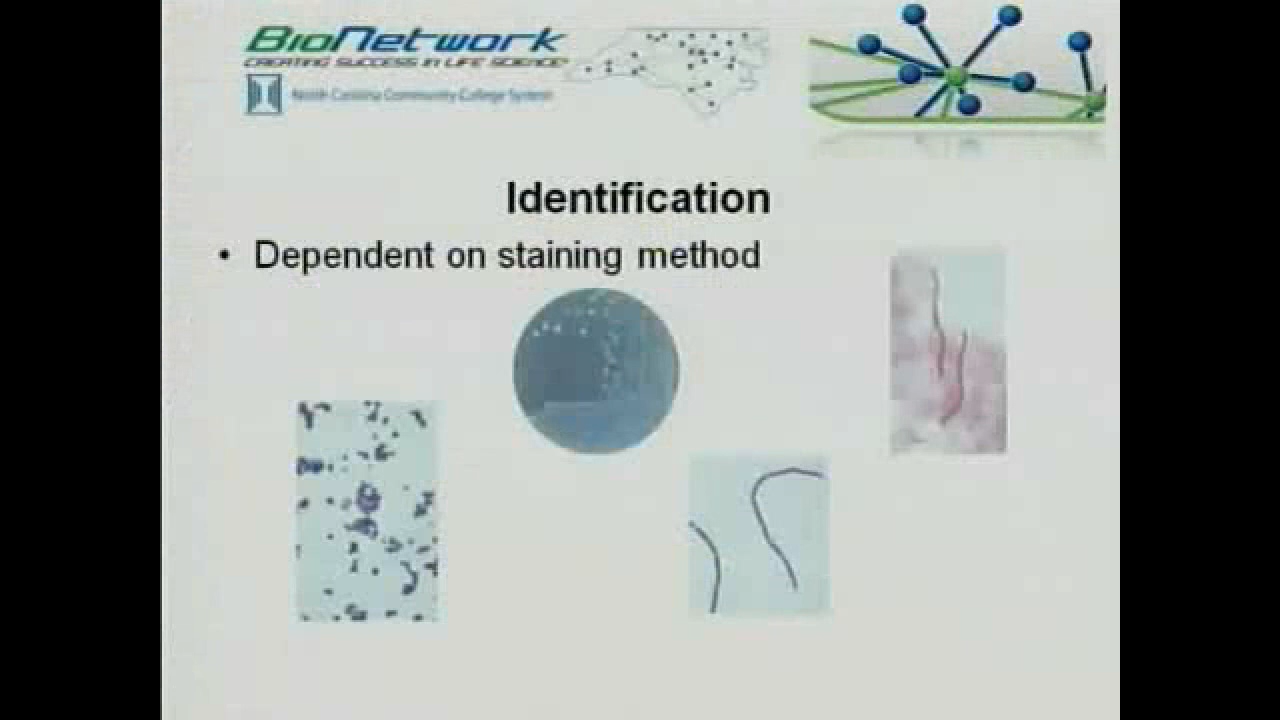 BioNetwork
CREATING SUCCESS IN LIFE SCIENCE
North Carolina Community College System
Identification
• Dependent on staining method